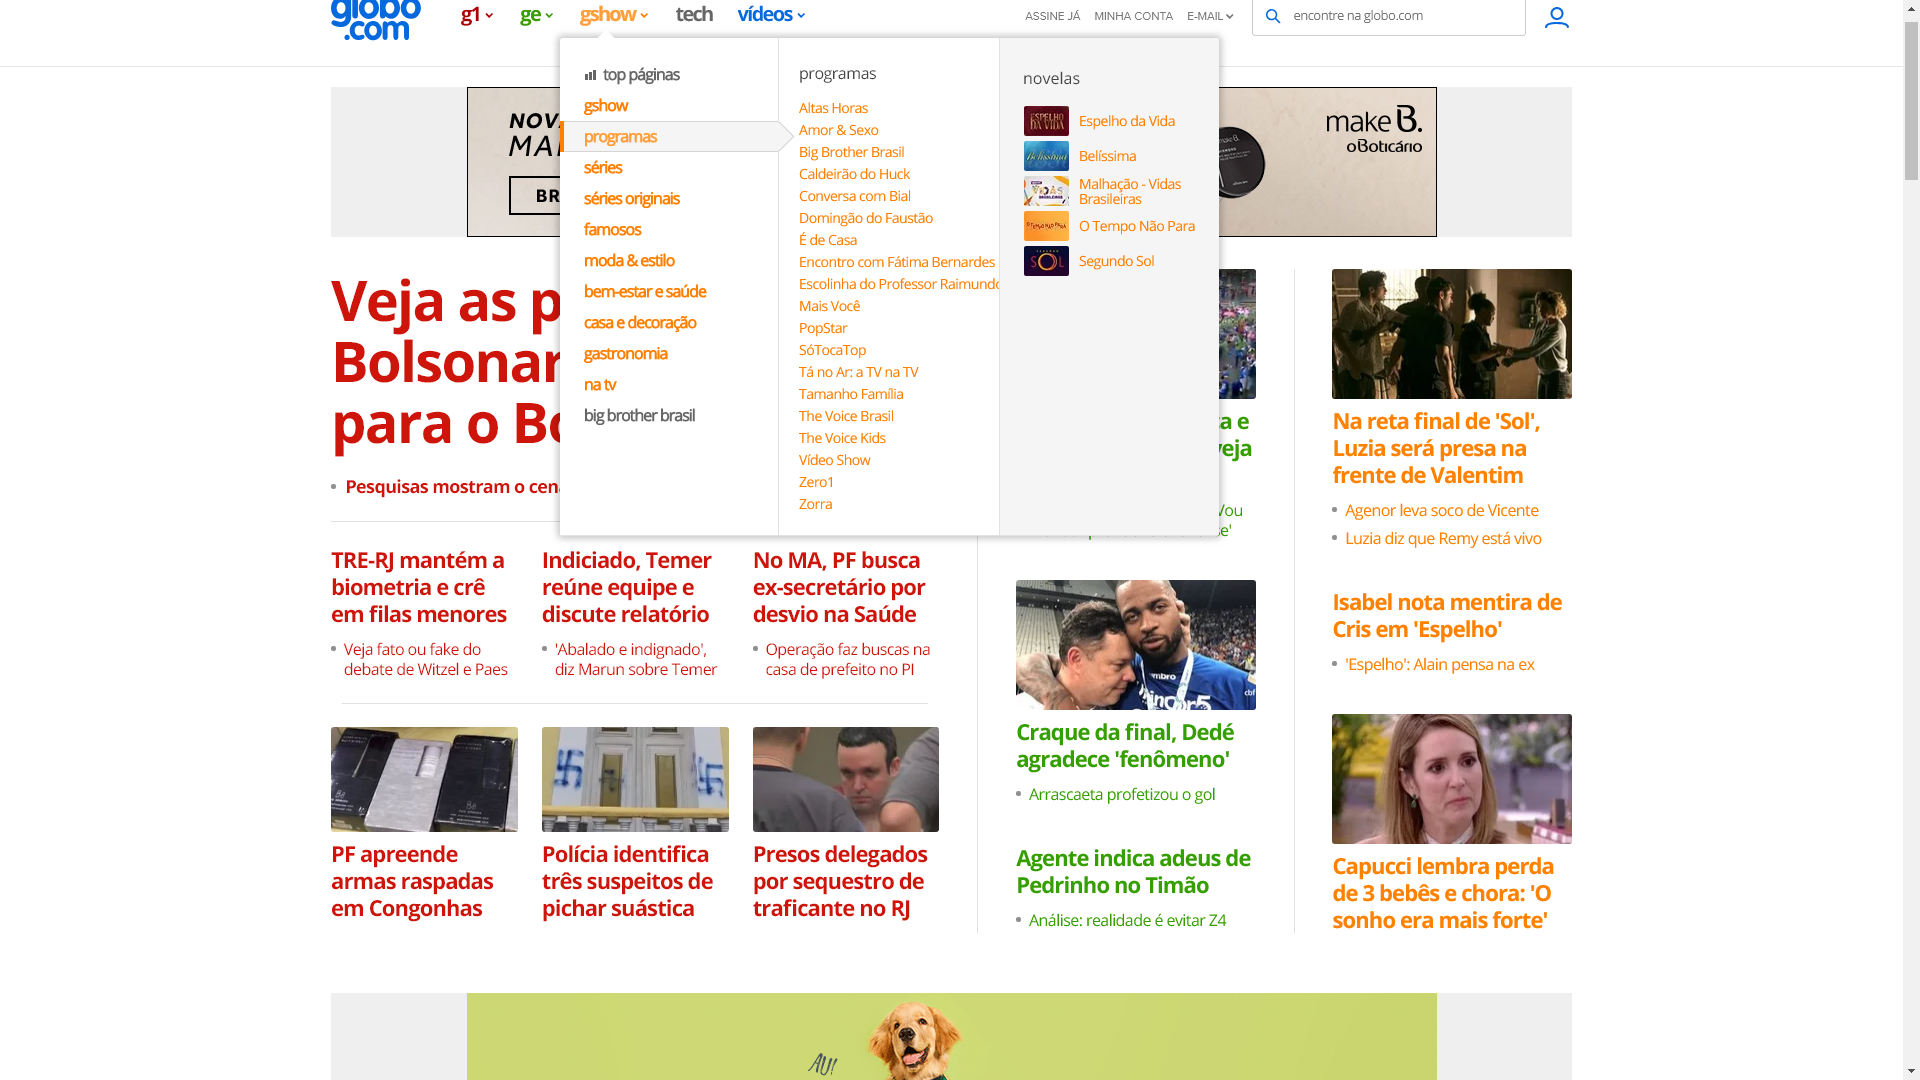 globo
.com
g1
ge
gshow
tech
vídeos
ASSINE JÁ
MINHA CONTA
E-MAIL
encontre na globo.com
top páginas
gshow
programas
séries
séries originais
famosos
moda & estilo
bem-estar e saúde
casa e decoração
gastronomia
na tv
big brother brasil
programas
Altas Horas
Amor & Sexo
Big Brother Brasil
Caldeirão do Huck
Conversa com Bial
Domingão do Faustão
É de Casa
Encontro com Fátima Bernardes
Escolinha do Professor Raimundo
Mais Você
PopStar
SóTocaTop
Tá no Ar: a TV na TV
Tamanho Família
The Voice Brasil
The Voice Kids
Vídeo Show
Zero1
Zorra
novelas
ESPELHO
DA VIDA
Espelho da Vida
Belíssima
Belíssima
VIDAS
BRASILEIRAS
Malhação - Vidas
Brasileiras
O TEMPO NÃO PARA
O Tempo Não Para
SEGUNDO
SOL
Segundo Sol
make B.
oBoticário
Veja as p
Bolsonar
para o Bo
Pesquisas mostram o cen
TRE-RJ mantém a
biometria e crê
em filas menores
Veja fato ou fake do
debate de Witzel e Paes
Indiciado, Temer
reúne equipe e
discute relatório
'Abalado e indignado',
diz Marun sobre Temer
No MA, PF busca
ex-secretário por
desvio na Saúde
Operação faz buscas na
casa de prefeito no PI
PF apreende
armas raspadas
em Congonhas
Polícia identifica
três suspeitos de
pichar suástica
Presos delegados
por sequestro de
traficante no RJ
a e
veja
Vou
se'
Craque da final, Dedé
agradece 'fenômeno'
Arrascaeta profetizou o gol
Agente indica adeus de
Pedrinho no Timão
Análise: realidade é evitar Z4
Na reta final de 'Sol',
Luzia será presa na
frente de Valentim
Agenor leva soco de Vicente
Luzia diz que Remy está vivo
Isabel nota mentira de
Cris em 'Espelho'
'Espelho': Alain pensa na ex
Capucci lembra perda
de 3 bebês e chora: 'O
sonho era mais forte'
AU!